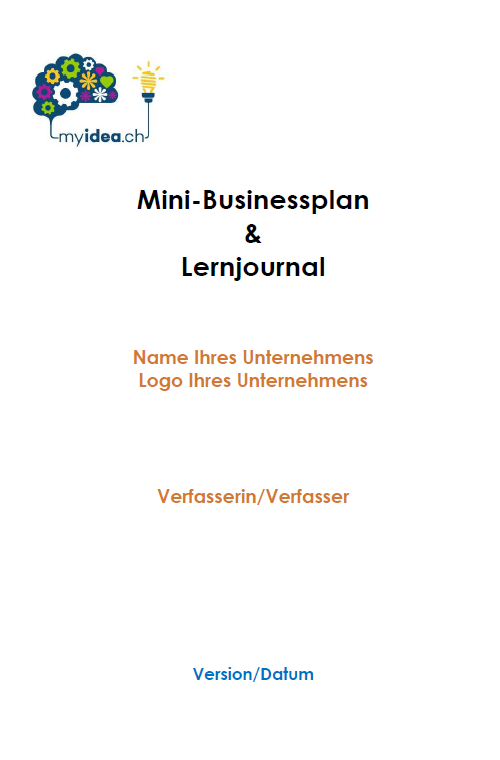 myidea.ch
Mini-Businessplan
&
Lernjournal
Name Ihres Unternehmens
Logo Ihres Unternehmens
Verfasserin/Verfasser
Version/Datum